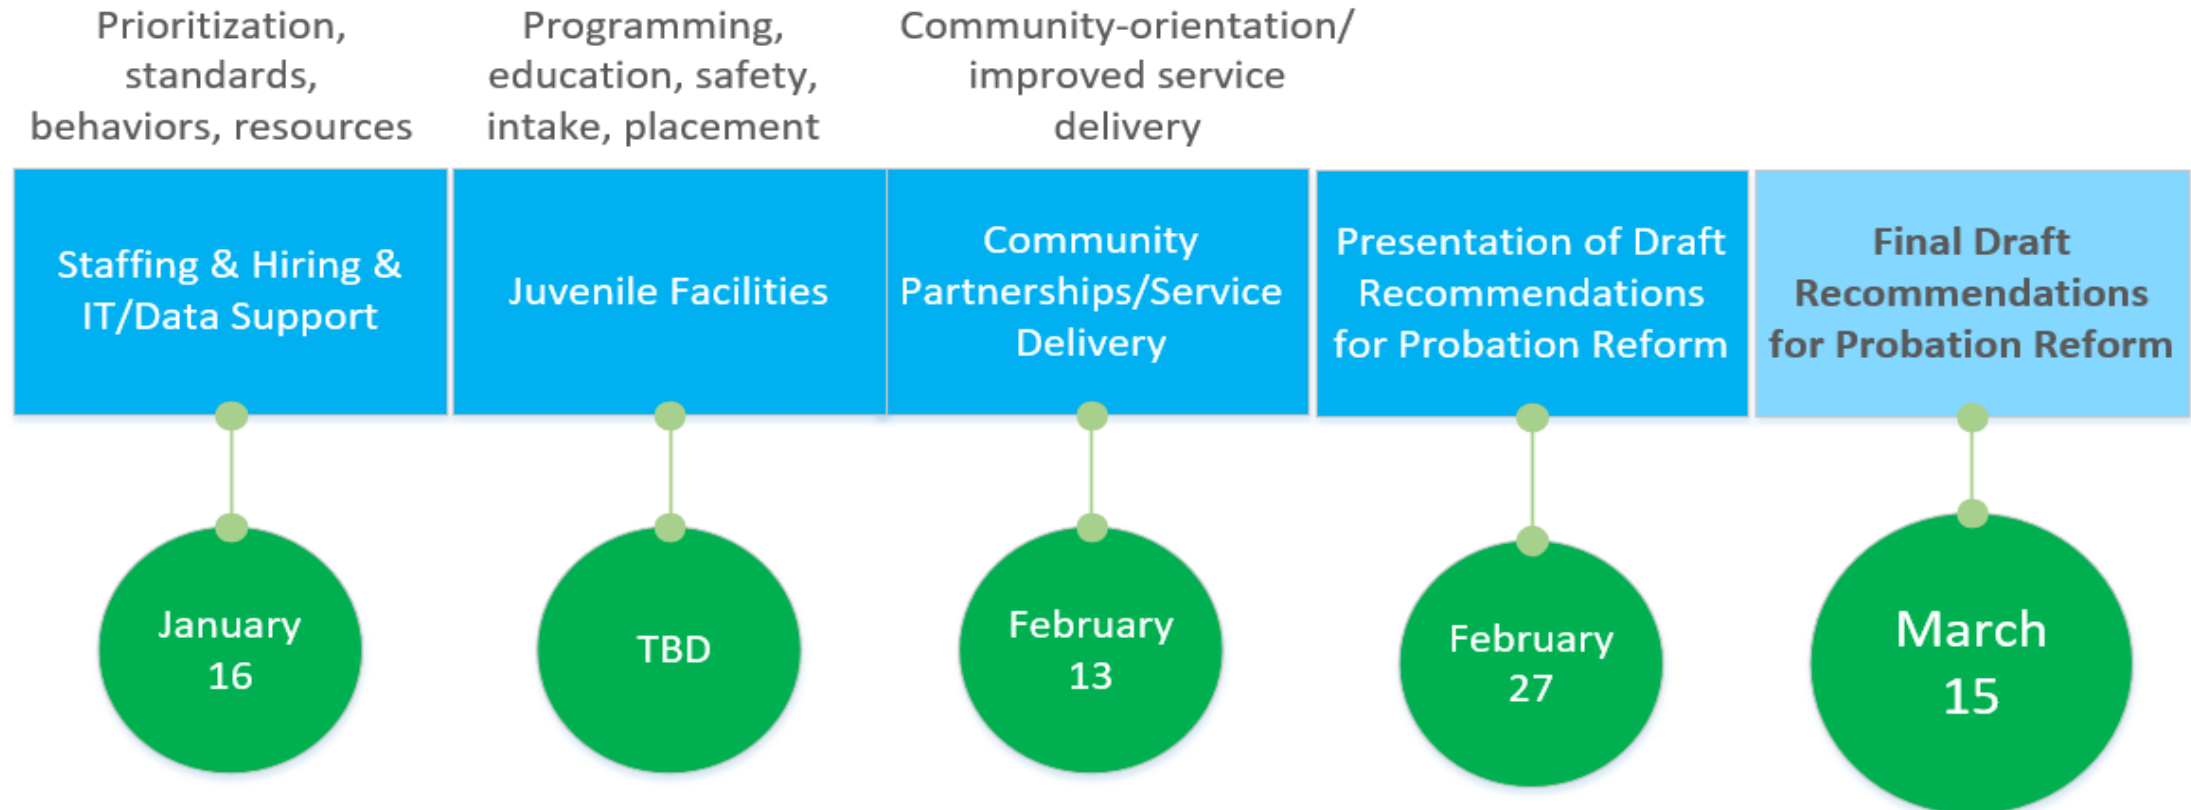 Prioritization,
standards,
behaviors, resources
Programming,
education, safety,
intake, placement
Community-orientation/
improved service
delivery
Staffing & Hiring &
IT/Data Support
Juvenile Facilities
Community
Partnerships/Service
Delivery
Presentation of Draft
Recommendations
for Probation Reform
Final Draft
Recommendations
for Probation Reform
January
16
TBD
February
13
February
27
March
15